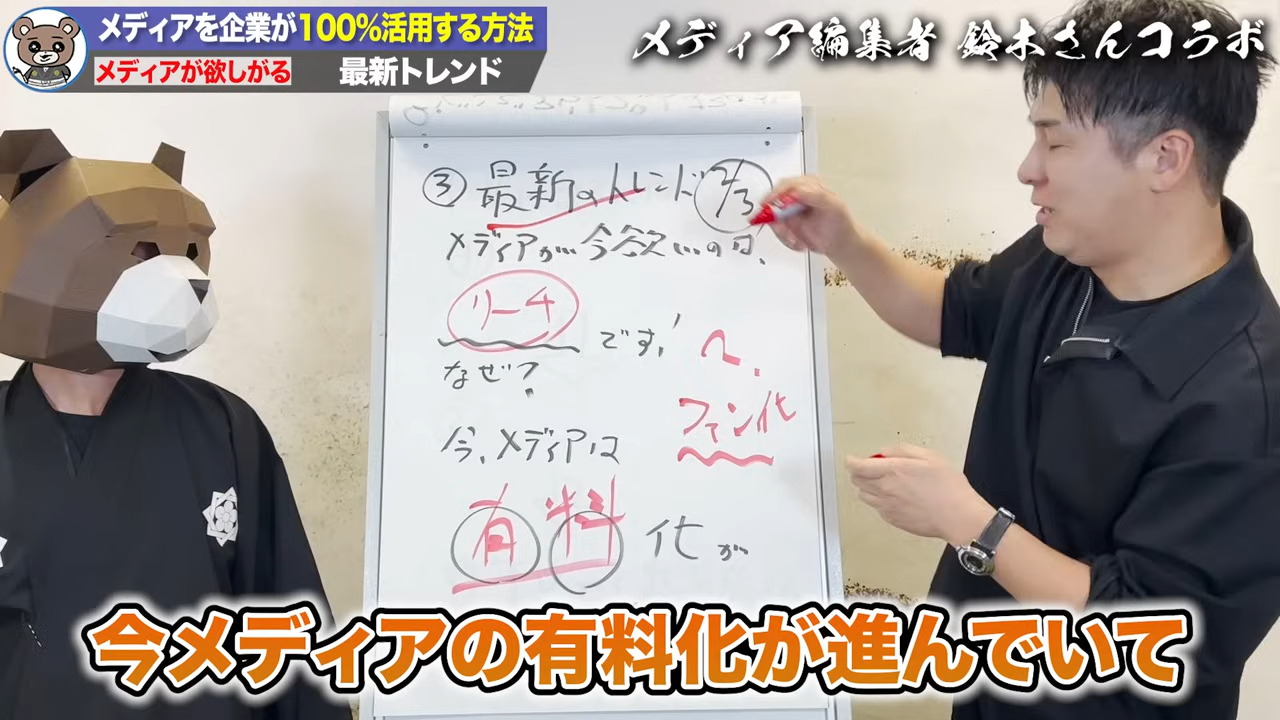 メディアを企業が100%活用する方法
メディアが欲しがる 最新トレンド
メディア編集者 鈴木さんコラボ
③最新のトレンド2/3
メディアが今欲しいのは、
リーチ
です!
なぜ?
へ、
ファン化
今、メディアは
有料化が
今メディアの有料化が進んでいて